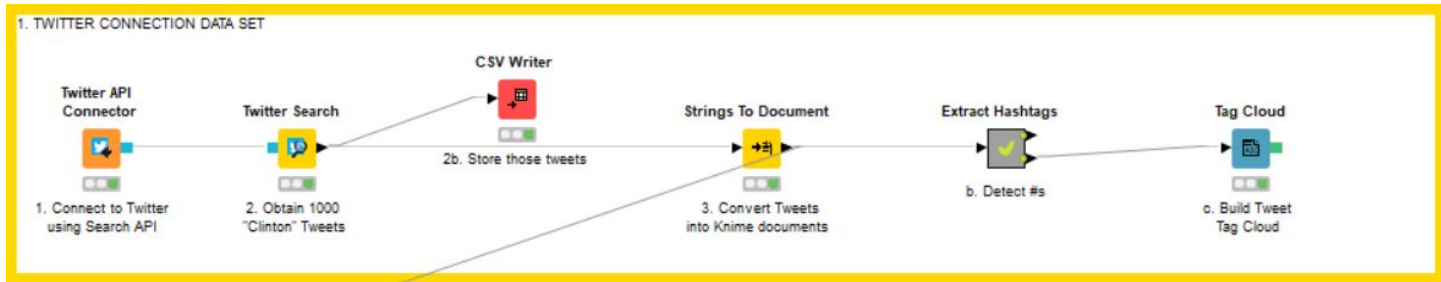 1. TWITTER CONNECTION DATA SET
CSV Writer
2b. Store those tweets
Twitter API
Connector
1. Connect to Twitter
using Search API
Twitter Search
2. Obtain 1000
"Clinton" Tweets
Strings To Document
3. Convert Tweets
into Knime documents
Extract Hashtags
b. Detect #s
Tag Cloud
c. Build Tweet
Tag Cloud